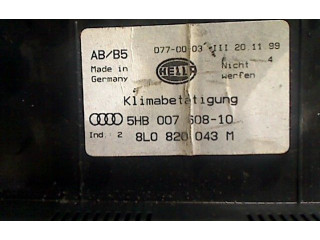 AB/B5 077-00-03 III 20.11.99
Made in Germany HELLA Nicht werfen 4
Klimabetätigung
5HB 007 608-10
Ind. 2 8L0 820 043 M